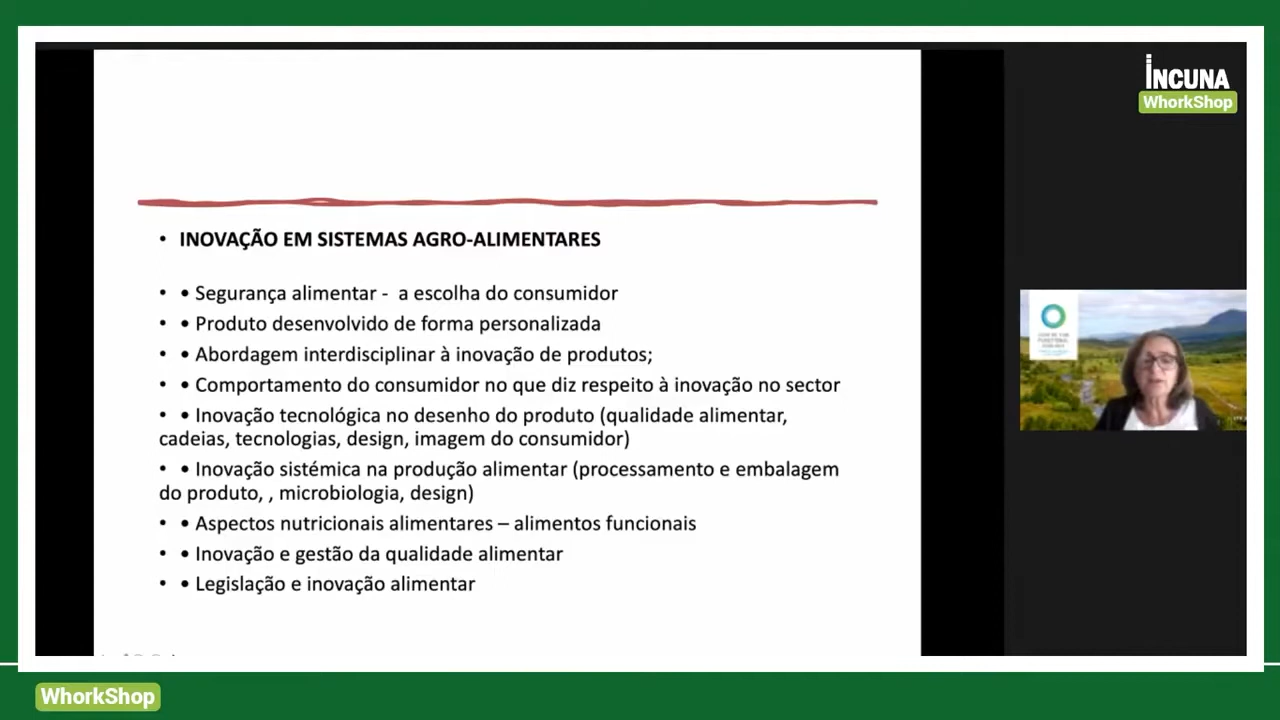 INCUNA
WhorkShop
• INOVAÇÃO EM SISTEMAS AGRO-ALIMENTARES
• • Segurança alimentar - a escolha do consumidor
• • Produto desenvolvido de forma personalizada
• • Abordagem interdisciplinar à inovação de produtos;
• • Comportamento do consumidor no que diz respeito à inovação no sector
• • Inovação tecnológica no desenho do produto (qualidade alimentar,
cadeias, tecnologias, design, imagem do consumidor)
• • Inovação sistémica na produção alimentar (processamento e embalagem
do produto, , microbiologia, design)
• • Aspectos nutricionais alimentares – alimentos funcionais
• • Inovação e gestão da qualidade alimentar
• • Legislação e inovação alimentar
WhorkShop